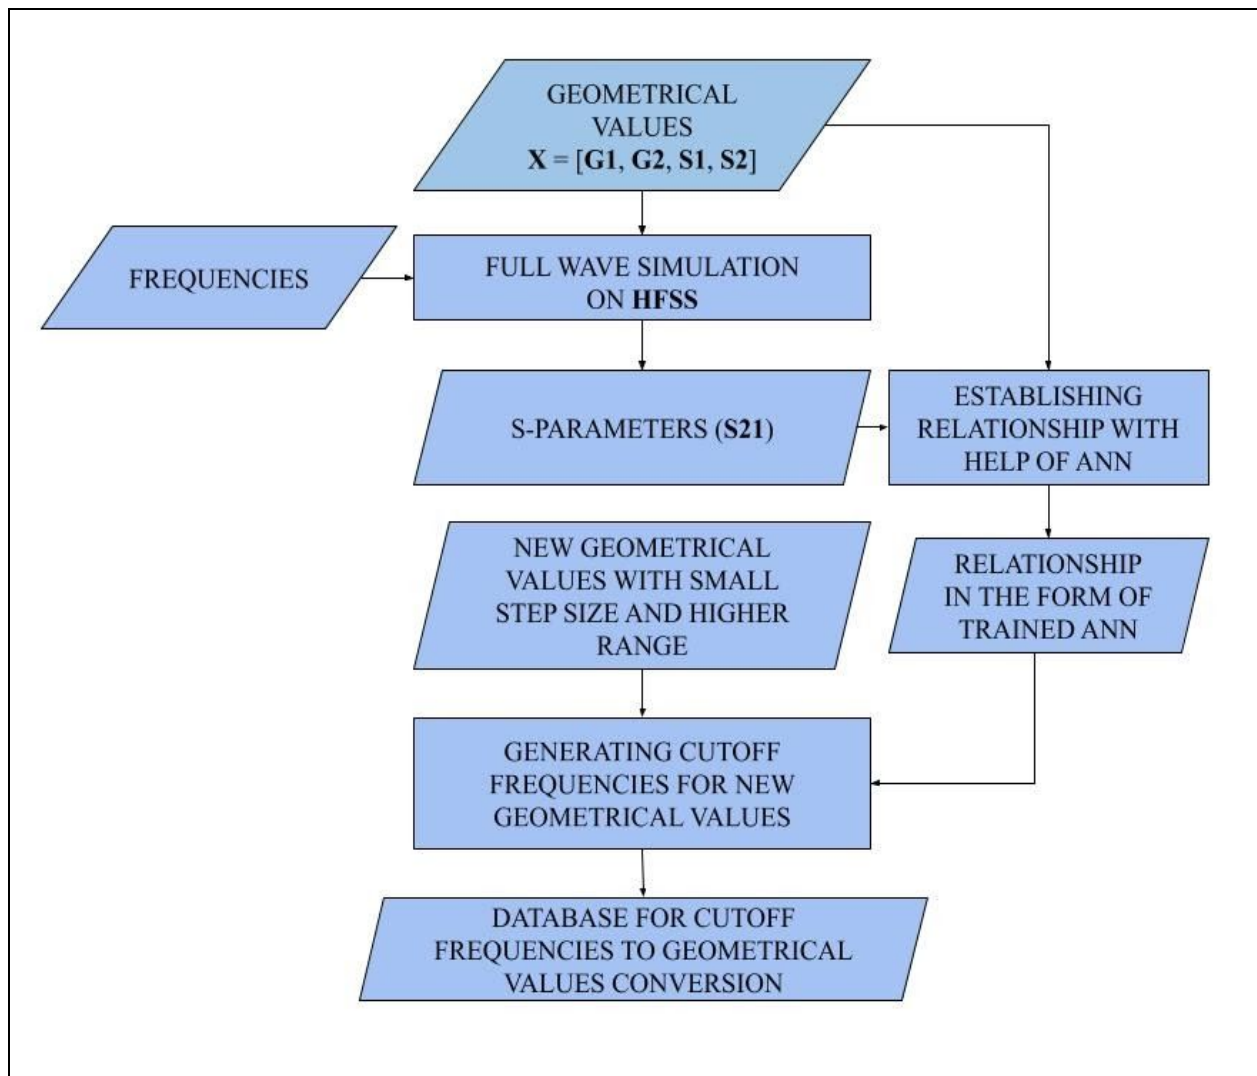 GEOMETRICAL
VALUES
X = [G1, G2, S1, S2]
FREQUENCIES
FULL WAVE SIMULATION
ON HFSS
S-PARAMETERS (S21)
ESTABLISHING
RELATIONSHIP WITH
HELP OF ANN
NEW GEOMETRICAL
VALUES WITH SMALL
STEP SIZE AND HIGHER
RANGE
RELATIONSHIP
IN THE FORM OF
TRAINED ANN
GENERATING CUTOFF
FREQUENCIES FOR NEW
GEOMETRICAL VALUES
DATABASE FOR CUTOFF
FREQUENCIES TO GEOMETRICAL
VALUES CONVERSION